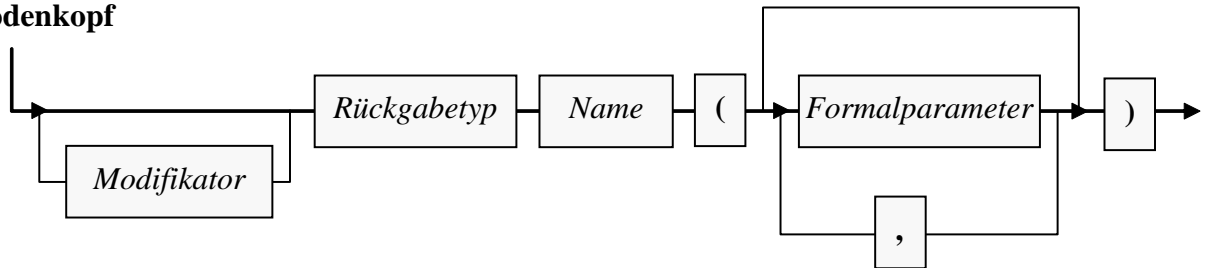 odenkopf
Rückgabetyp Name ( Formalparameter )
Modifikator
,